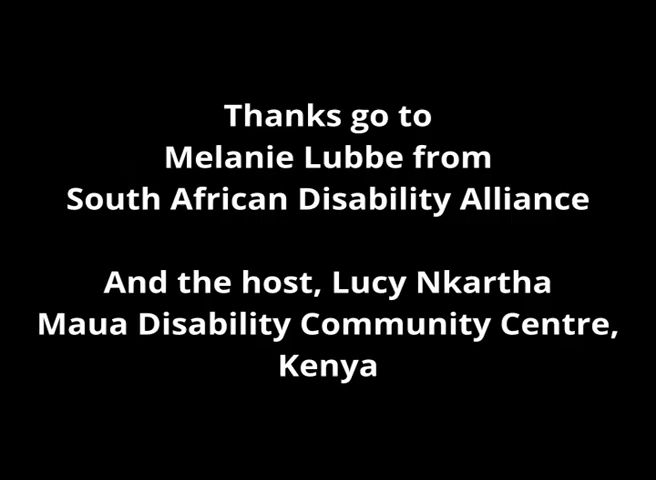 Thanks go to
Melanie Lubbe from
South African Disability Alliance
And the host, Lucy Nkartha
Maua Disability Community Centre,
Kenya